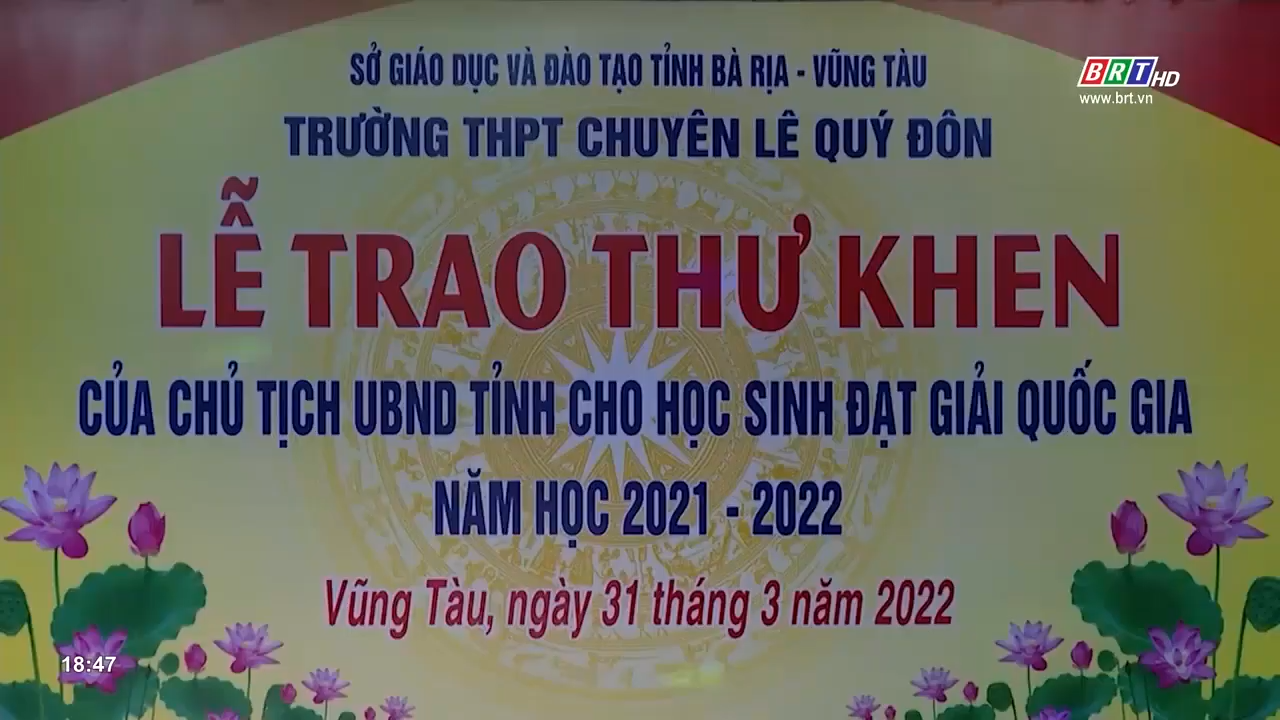 SỞ GIÁO DỤC VÀ ĐÀO TẠO TỈNH BÀ RỊA - VŨNG TÀU
BRT HD
www.brt.vn
TRƯỜNG THPT CHUYÊN LÊ QUÝ ĐÔN
LỄ TRAO THƯ KHEN
CỦA CHỦ TỊCH UBND TỈNH CHO HỌC SINH ĐẠT GIẢI QUỐC GIA
NĂM HỌC 2021 - 2022
Vũng Tàu, ngày 31 tháng 3 năm 2022
18:47